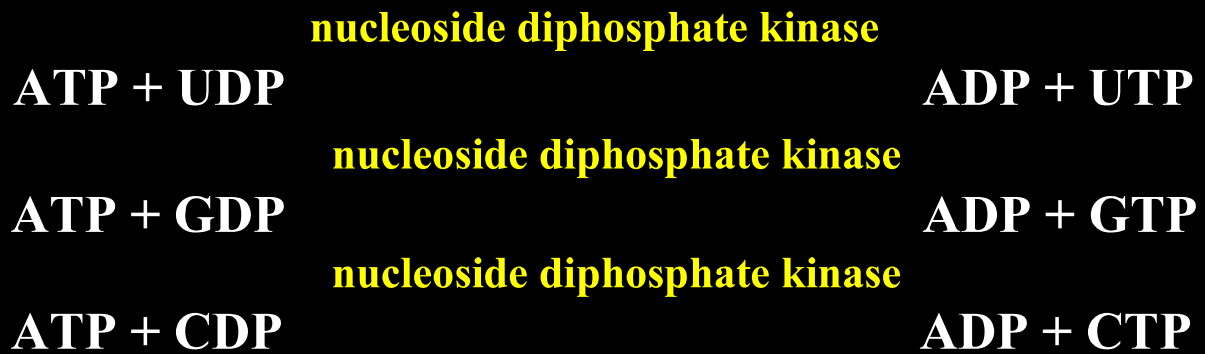 nucleoside diphosphate kinase
ATP + UDP ADP + UTP
nucleoside diphosphate kinase
ATP + GDP ADP + GTP
nucleoside diphosphate kinase
ATP + CDP ADP + CTP